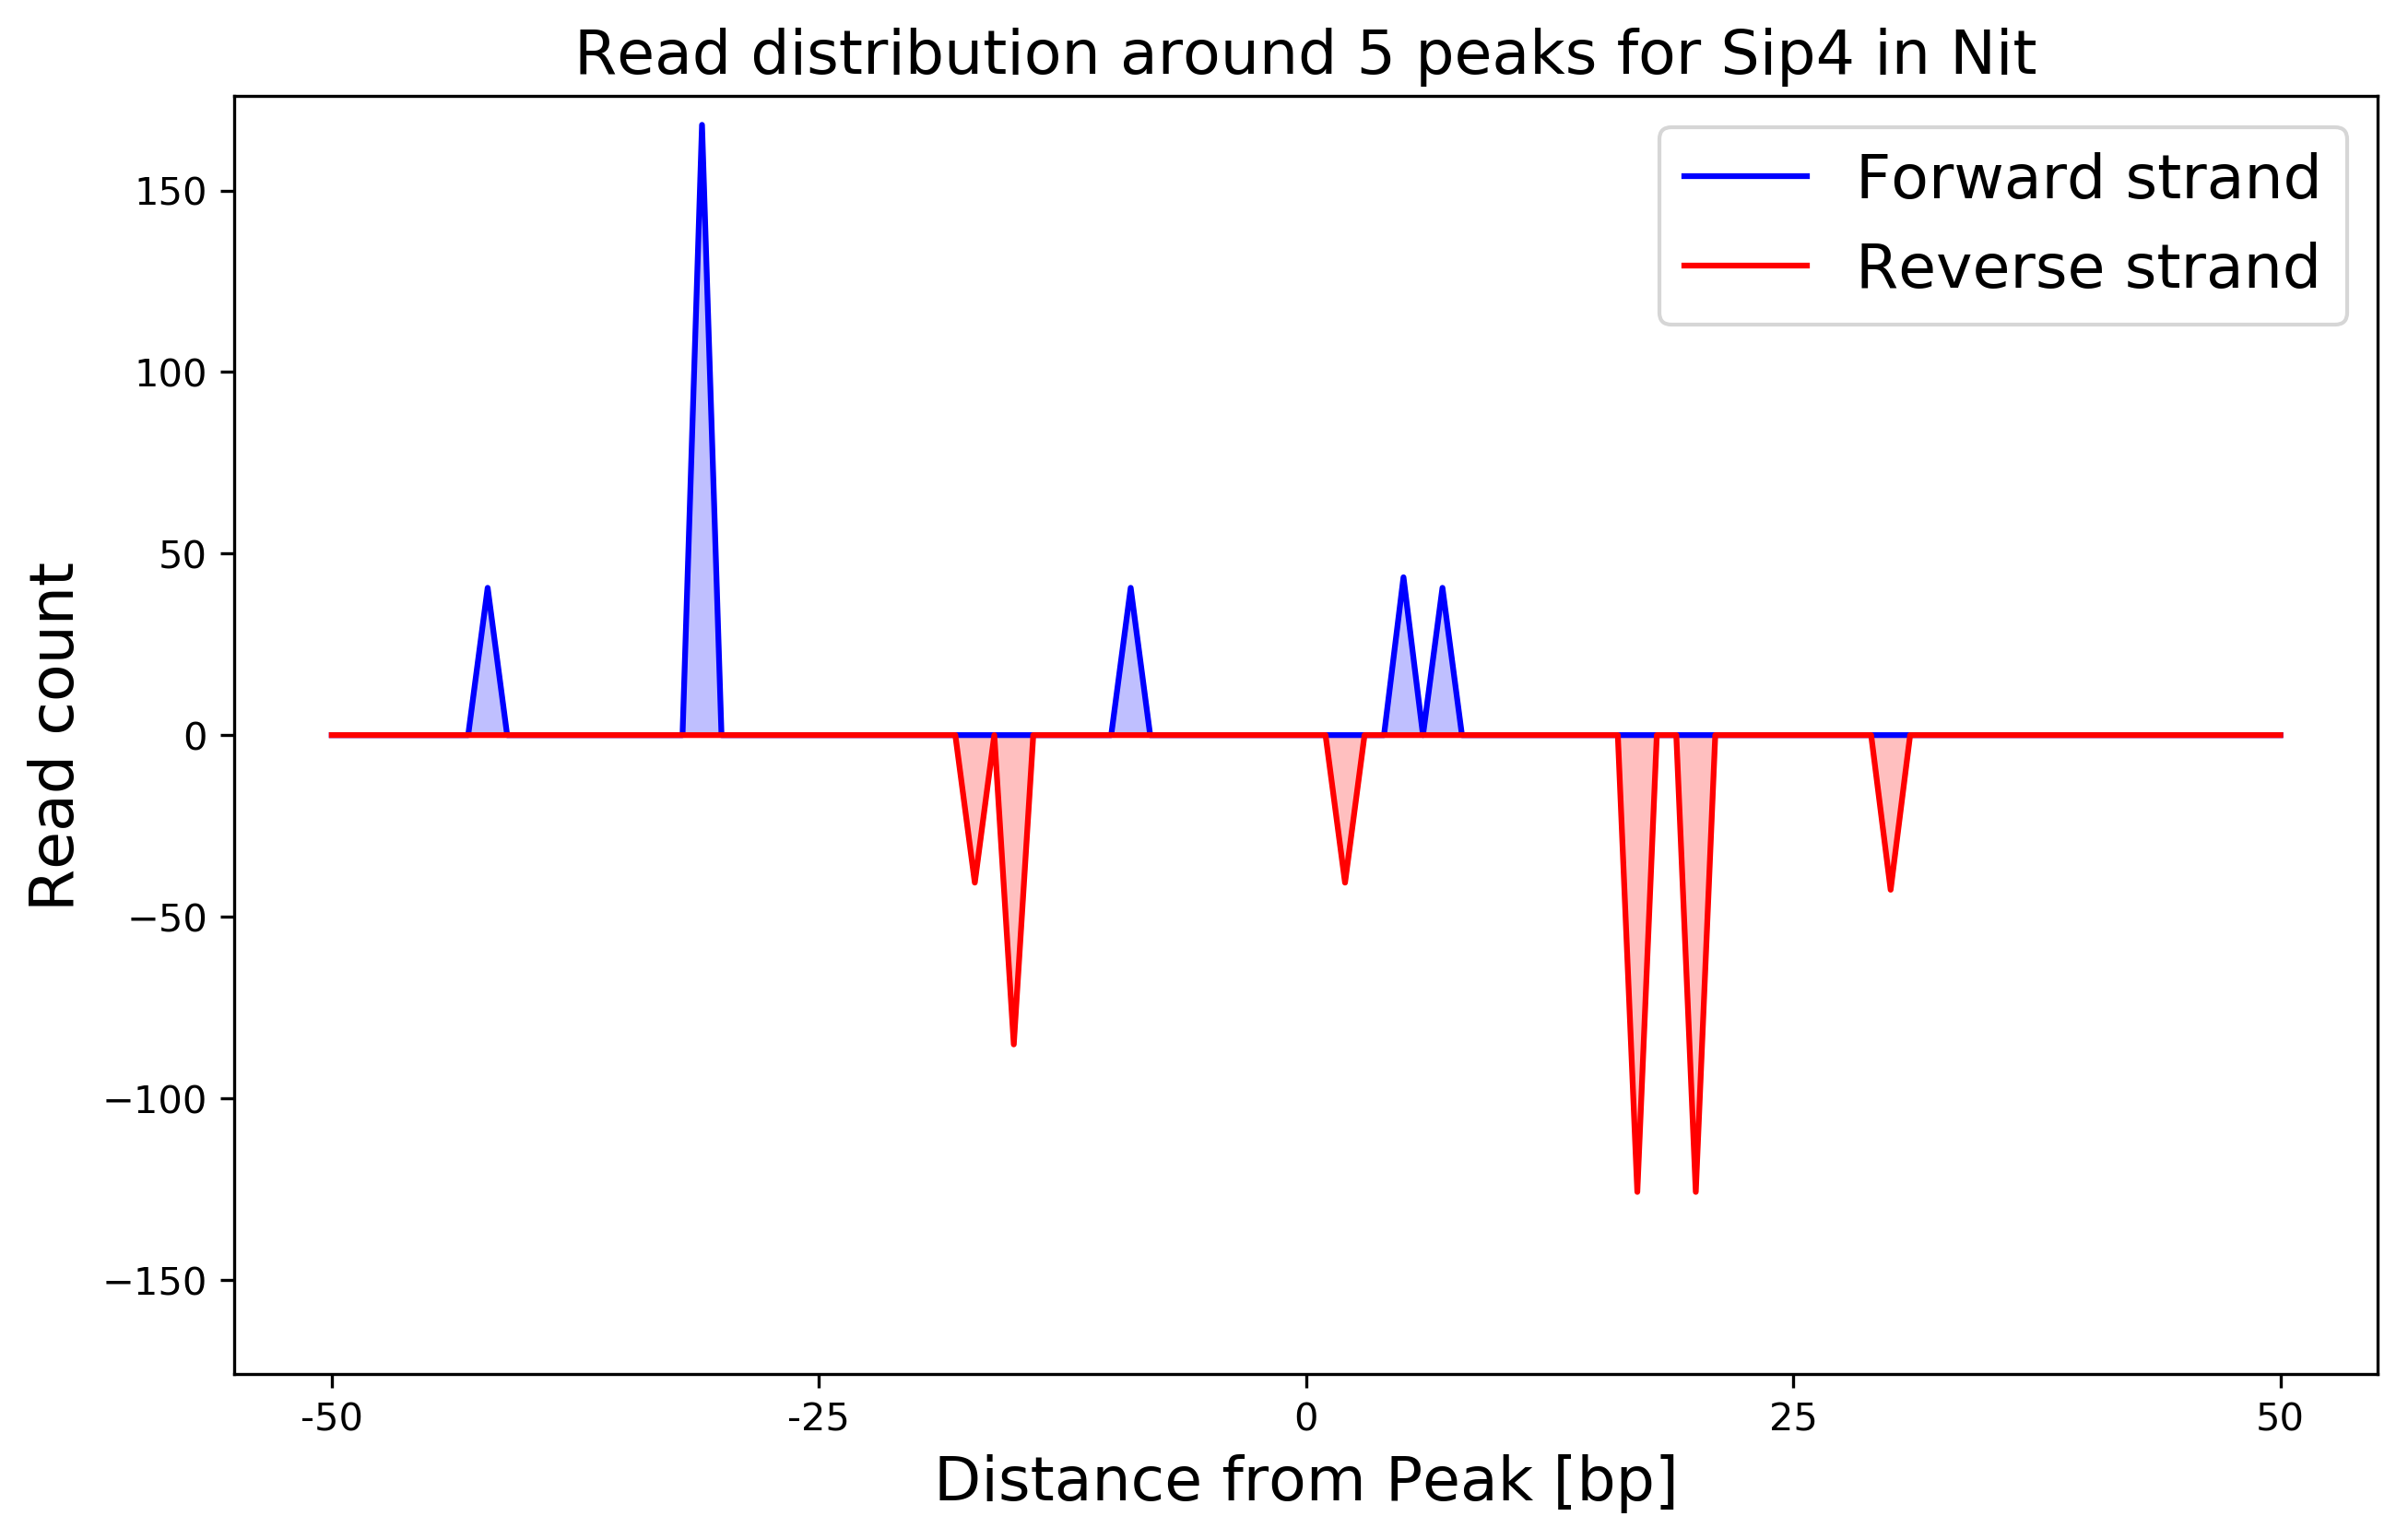 Read distribution around 5 peaks for Sip4 in Nit
Forward strand
Reverse strand
Read count
150
100
50
0
−50
−100
−150
-50
-25
0
25
50
Distance from Peak [bp]